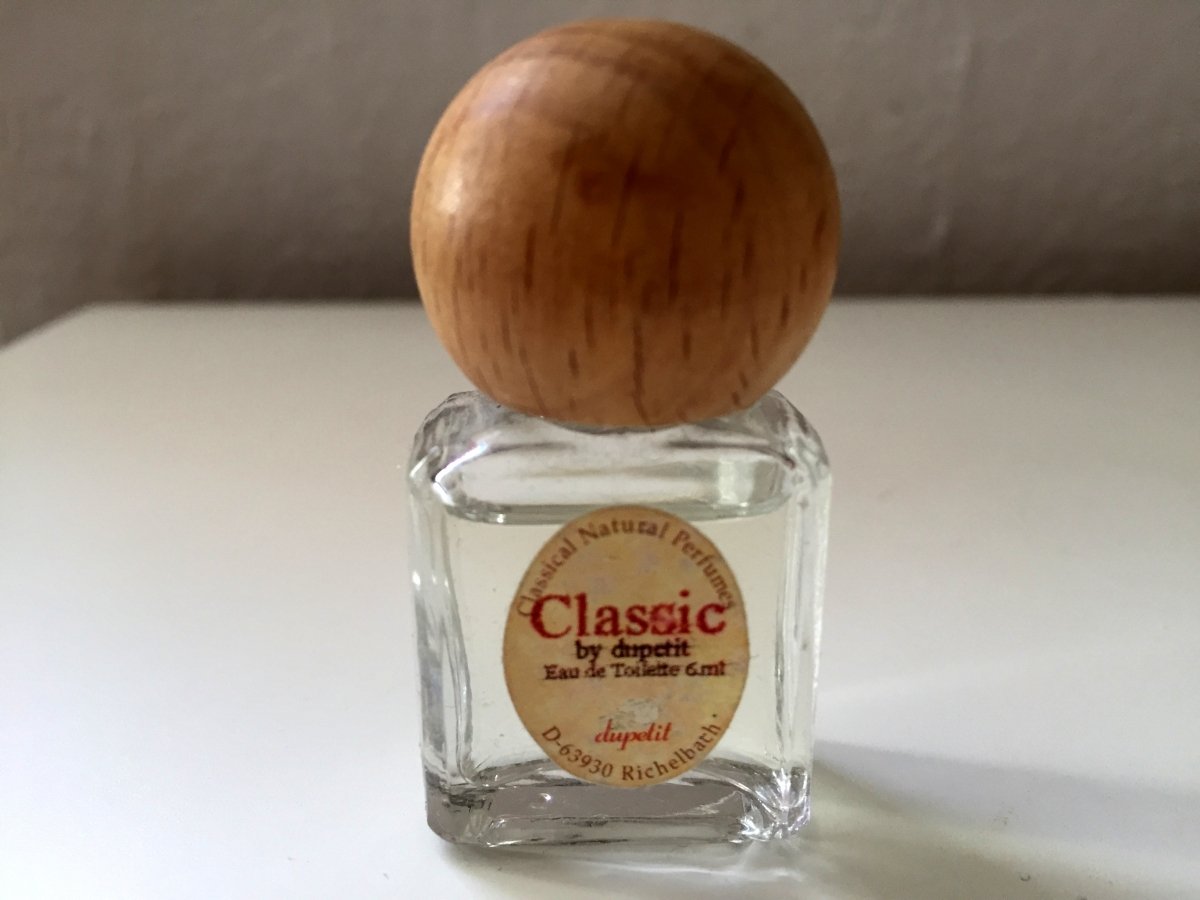 Classical Natural Perfumes
Classic
by dupetit
Eau de Toilette 6ml
dupetit
D-63930 Richelbach ·